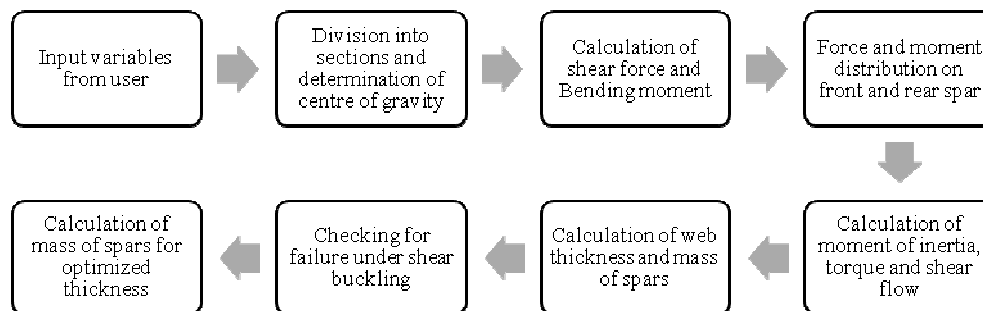 Input variables
from user
Division into
sections and
determination of
centre of gravity
Calculation of
shear force and
Bending moment
Force and moment
distribution on
front and rear spar
Calculation of
moment of inertia,
torque and shear
flow
Calculation of web
thickness and mass
of spars
Checking for
failure under shear
buckling
Calculation of
mass of spars for
optimized
thickness